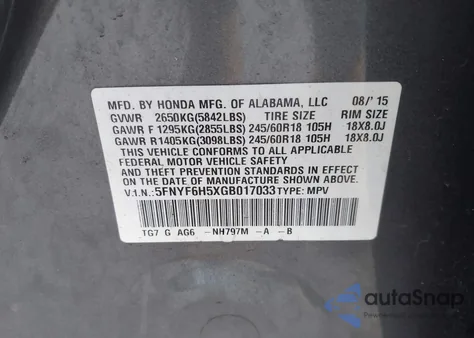 MFD. BY HONDA MFG. OF ALABAMA, LLC 08/'15
GVWR 2650KG(5842LBS) TIRE SIZE RIM SIZE
GAWR F 1295KG(2855LBS) 245/60R18 105H 18X8.0J
GAWR R 1405KG(3098LBS) 245/60R18 105H 18X8.0J
THIS VEHICLE CONFORMS TO ALL APPLICABLE
FEDERAL MOTOR VEHICLE SAFETY, BUMPER,
AND THEFT PREVENTION STANDARDS IN EFFECT
ON THE DATE OF MANUFACTURE SHOWN ABOVE.
V.I.N.: 5FNYF6H5XGB017033 TYPE: MPV
TG7 G AG6 -NH797M -A -B
autoSnap